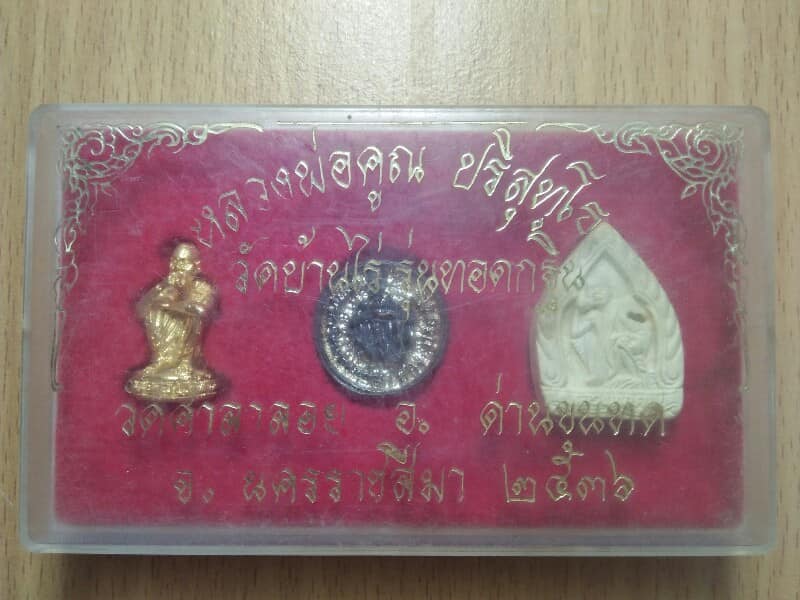 หลวงพ่อคูณ ปริสุทฺโธ
วัดบ้านไร่ รุ่นทอดกฐิน
วัดศาลาลอย อ. ด่านขุนทด
จ. นครราชสีมา ๒๕๓๖